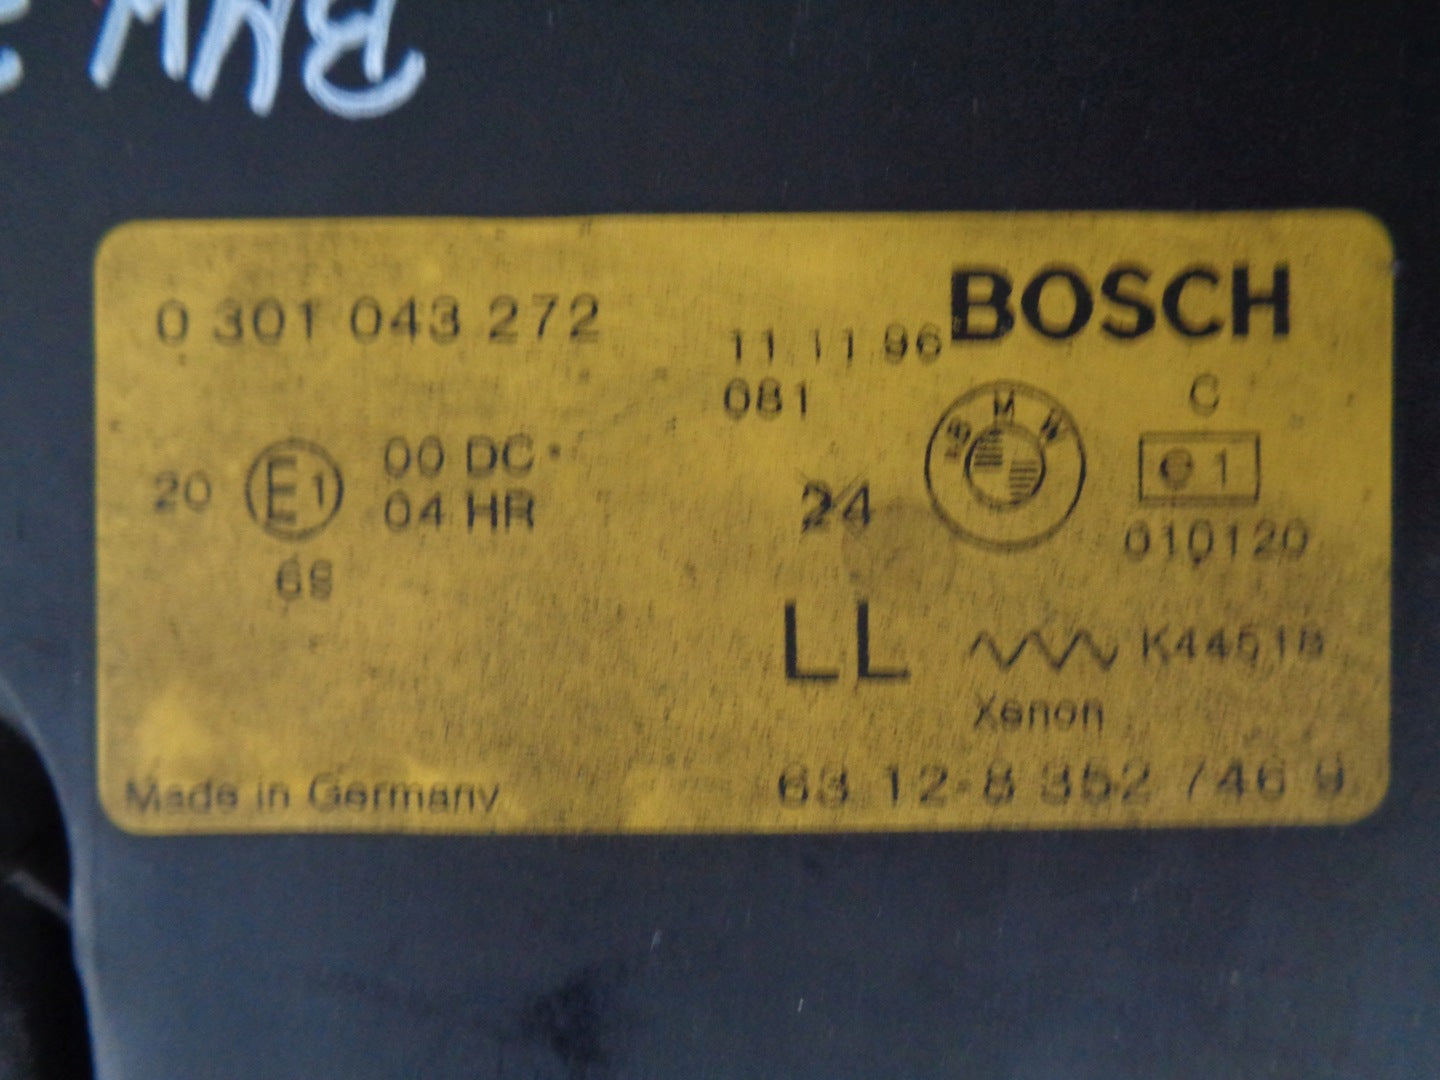 BMW
0 301 043 272
11.11.96
BOSCH
081
C
BMW
20 E1 00 DC
04 HR
24
e1
010120
LL
K44518
Xenon
Made in Germany
63.12-8 352 746 9